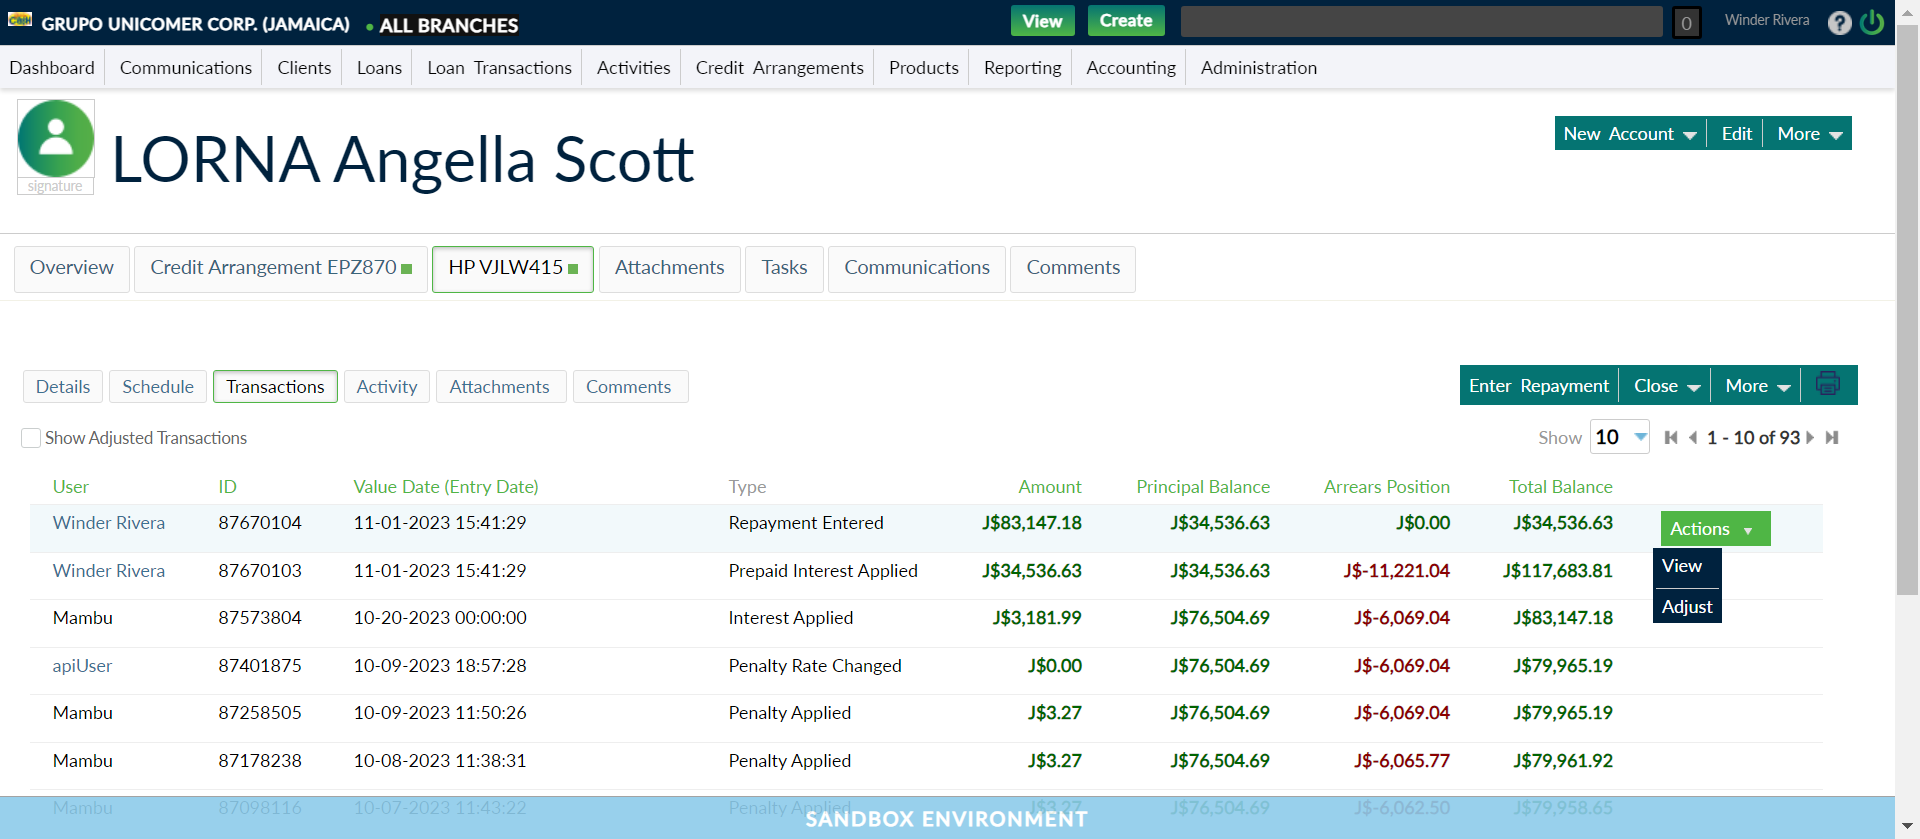 GRUPO UNICOMER CORP. (JAMAICA) • ALL BRANCHES View Create 0 Winder Rivera ?
Dashboard Communications Clients Loans Loan Transactions Activities Credit Arrangements Products Reporting Accounting Administration
signature
LORNA Angella Scott
New Account Edit More
Overview Credit Arrangement EPZ870 HP VJLW415 Attachments Tasks Communications Comments
Details Schedule Transactions Activity Attachments Comments
Enter Repayment Close More
Show Adjusted Transactions
Show 10 1 - 10 of 93
User ID Value Date (Entry Date) Type Amount Principal Balance Arrears Position Total Balance
Winder Rivera 87670104 11-01-2023 15:41:29 Repayment Entered J$83,147.18 J$34,536.63 J$0.00 J$34,536.63 Actions
View
Winder Rivera 87670103 11-01-2023 15:41:29 Prepaid Interest Applied J$34,536.63 J$34,536.63 J$-11,221.04 J$117,683.81
Adjust
Mambu 87573804 10-20-2023 00:00:00 Interest Applied J$3,181.99 J$76,504.69 J$-6,069.04 J$83,147.18
apiUser 87401875 10-09-2023 18:57:28 Penalty Rate Changed J$0.00 J$76,504.69 J$-6,069.04 J$79,965.19
Mambu 87258505 10-09-2023 11:50:26 Penalty Applied J$3.27 J$76,504.69 J$-6,069.04 J$79,965.19
Mambu 87178238 10-08-2023 11:38:31 Penalty Applied J$3.27 J$76,504.69 J$-6,065.77 J$79,961.92
Mambu 87098116 10-07-2023 11:43:22 Penalty Applied J$3.27 J$76,504.69 J$-6,062.50 J$79,958.65
SANDBOX ENVIRONMENT